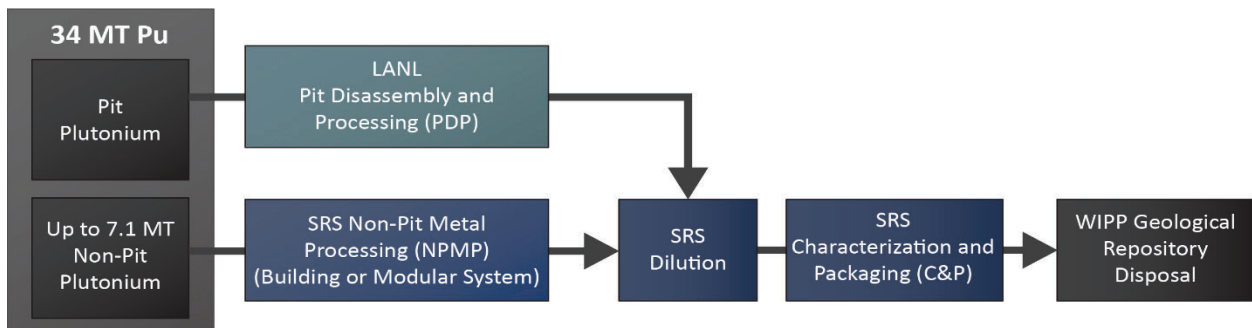 34 MT Pu
Pit
Plutonium
LANL
Pit Disassembly and
Processing (PDP)
Up to 7.1 MT
Non-Pit
Plutonium
SRS Non-Pit Metal
Processing (NPMP)
(Building or Modular System)
SRS
Dilution
SRS
Characterization and
Packaging (C&P)
WIPP Geological
Repository
Disposal